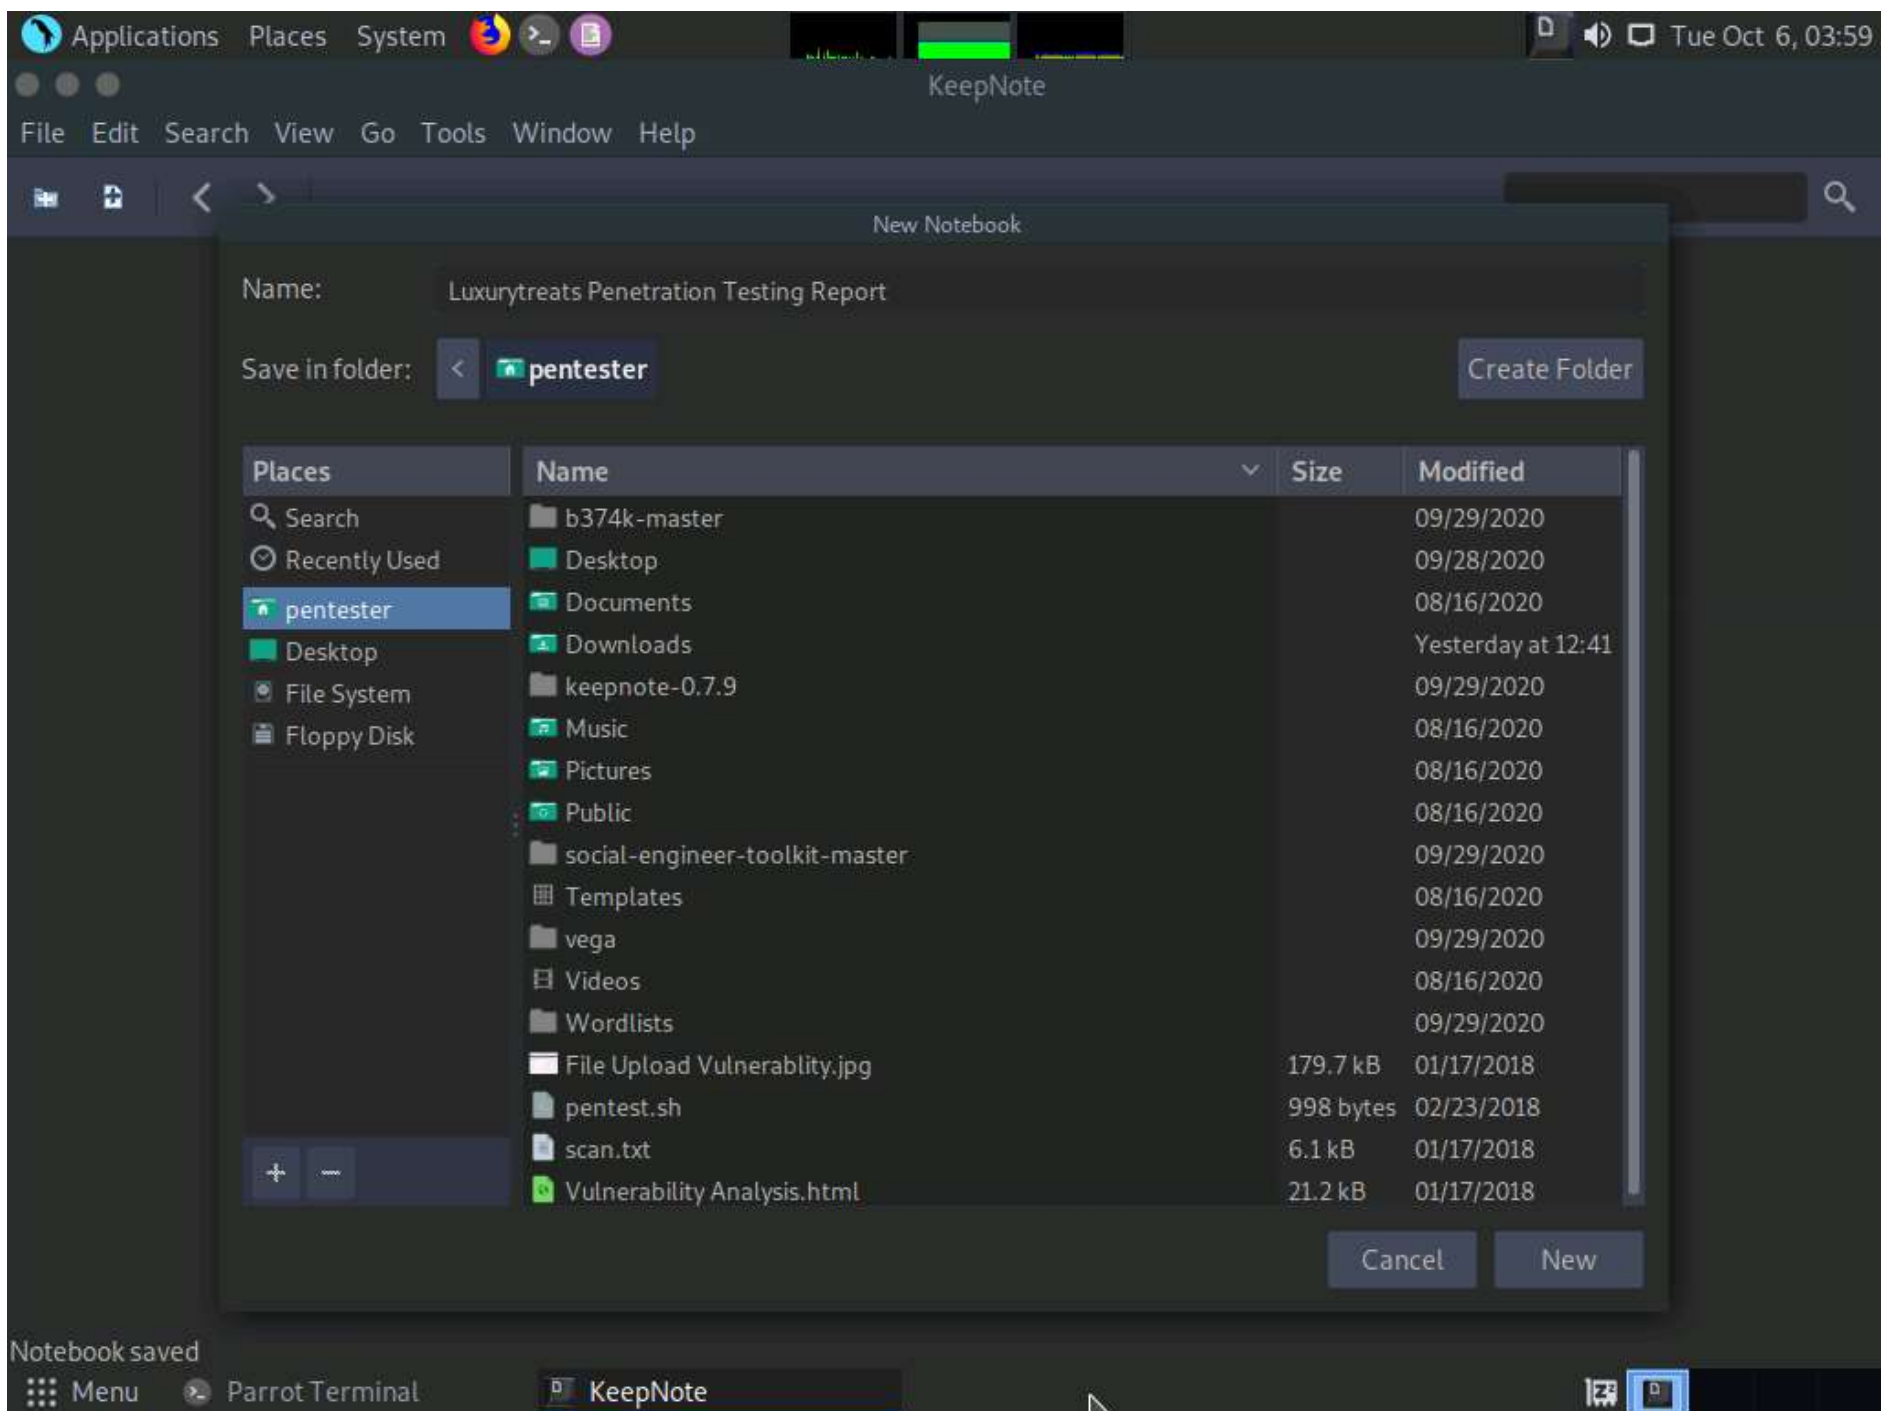 Applications Places System Tue Oct 6, 03:59
KeepNote
File Edit Search View Go Tools Window Help
New Notebook
Name: Luxurytreats Penetration Testing Report
Save in folder: < pentester Create Folder
Places Name Size Modified
Search
Recently Used
pentester
Desktop
File System
Floppy Disk
b374k-master 09/29/2020
Desktop 09/28/2020
Documents 08/16/2020
Downloads Yesterday at 12:41
keepnote-0.7.9 09/29/2020
Music 08/16/2020
Pictures 08/16/2020
Public 08/16/2020
social-engineer-toolkit-master 09/29/2020
Templates 08/16/2020
vega 09/29/2020
Videos 08/16/2020
Wordlists 09/29/2020
File Upload Vulnerablity.jpg 179.7 kB 01/17/2018
pentest.sh 998 bytes 02/23/2018
scan.txt 6.1 kB 01/17/2018
Vulnerability Analysis.html 21.2 kB 01/17/2018
Cancel New
Notebook saved
Menu Parrot Terminal KeepNote